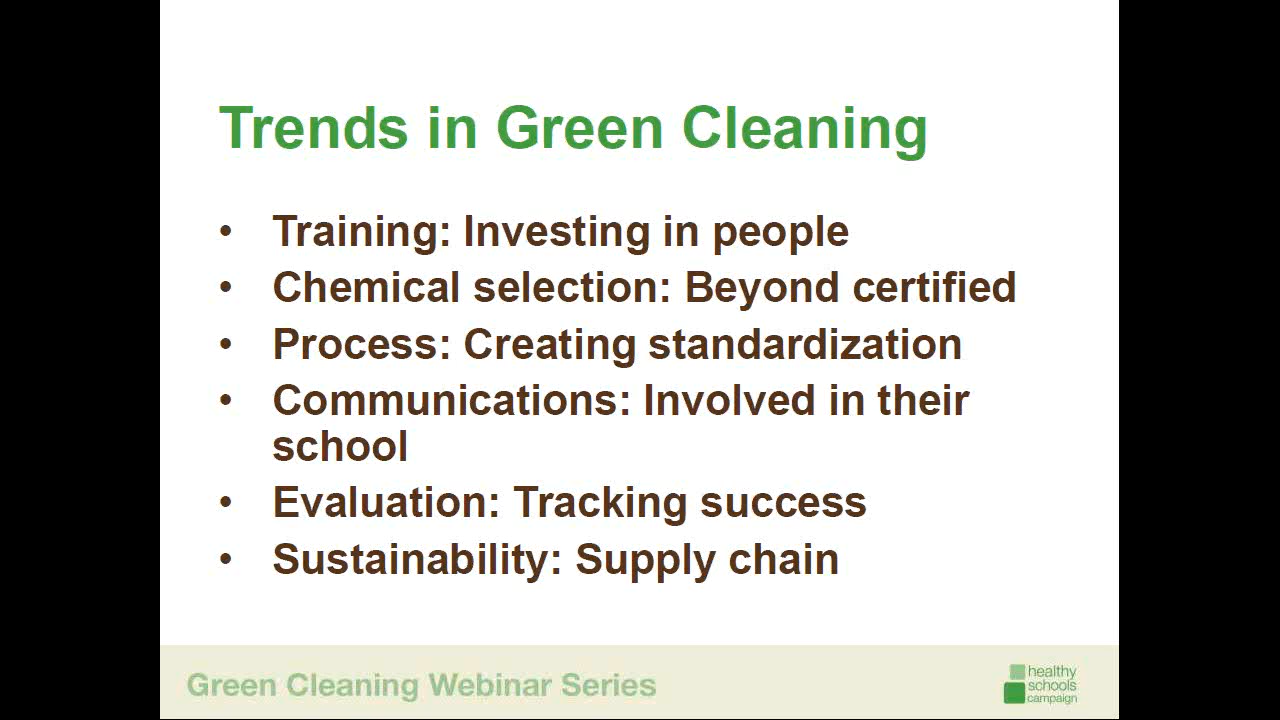 Trends in Green Cleaning
• Training: Investing in people
• Chemical selection: Beyond certified
• Process: Creating standardization
• Communications: Involved in their
school
• Evaluation: Tracking success
• Sustainability: Supply chain
Green Cleaning Webinar Series
healthy
schools
campaign